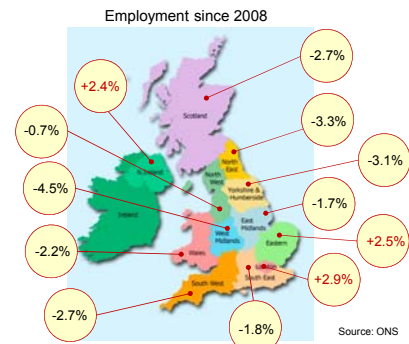 Employment since 2008
-2.7%
+2.4%
Scotland
-0.7%
-3.3%
N Ireland
North
East
North
West
-3.1%
-4.5%
Yorkshire &
Humberside
Ireland
East
Midlands
-1.7%
West
Midlands
Eastern
+2.5%
-2.2%
Wales
London
South East
+2.9%
South West
-2.7%
-1.8%
Source: ONS